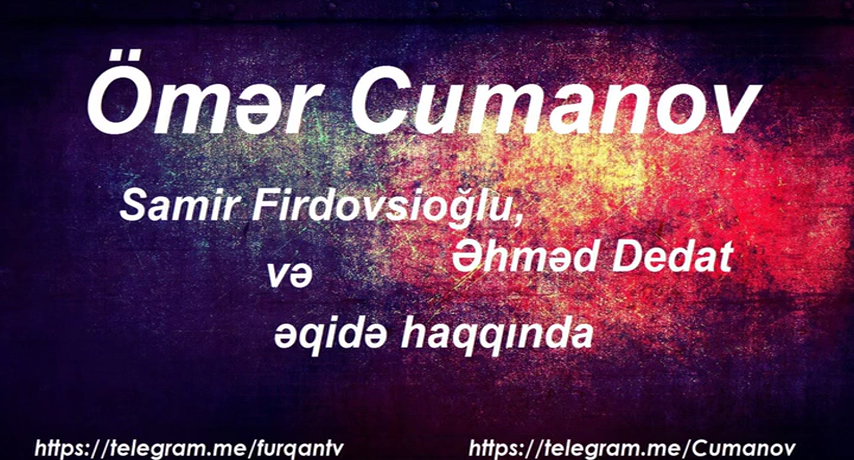 Ömər Cumanov
Samir Firdovsioğlu,
Əhməd Dedat
və
əqidə haqqında
https://telegram.me/furqantv
https://telegram.me/Cumanov